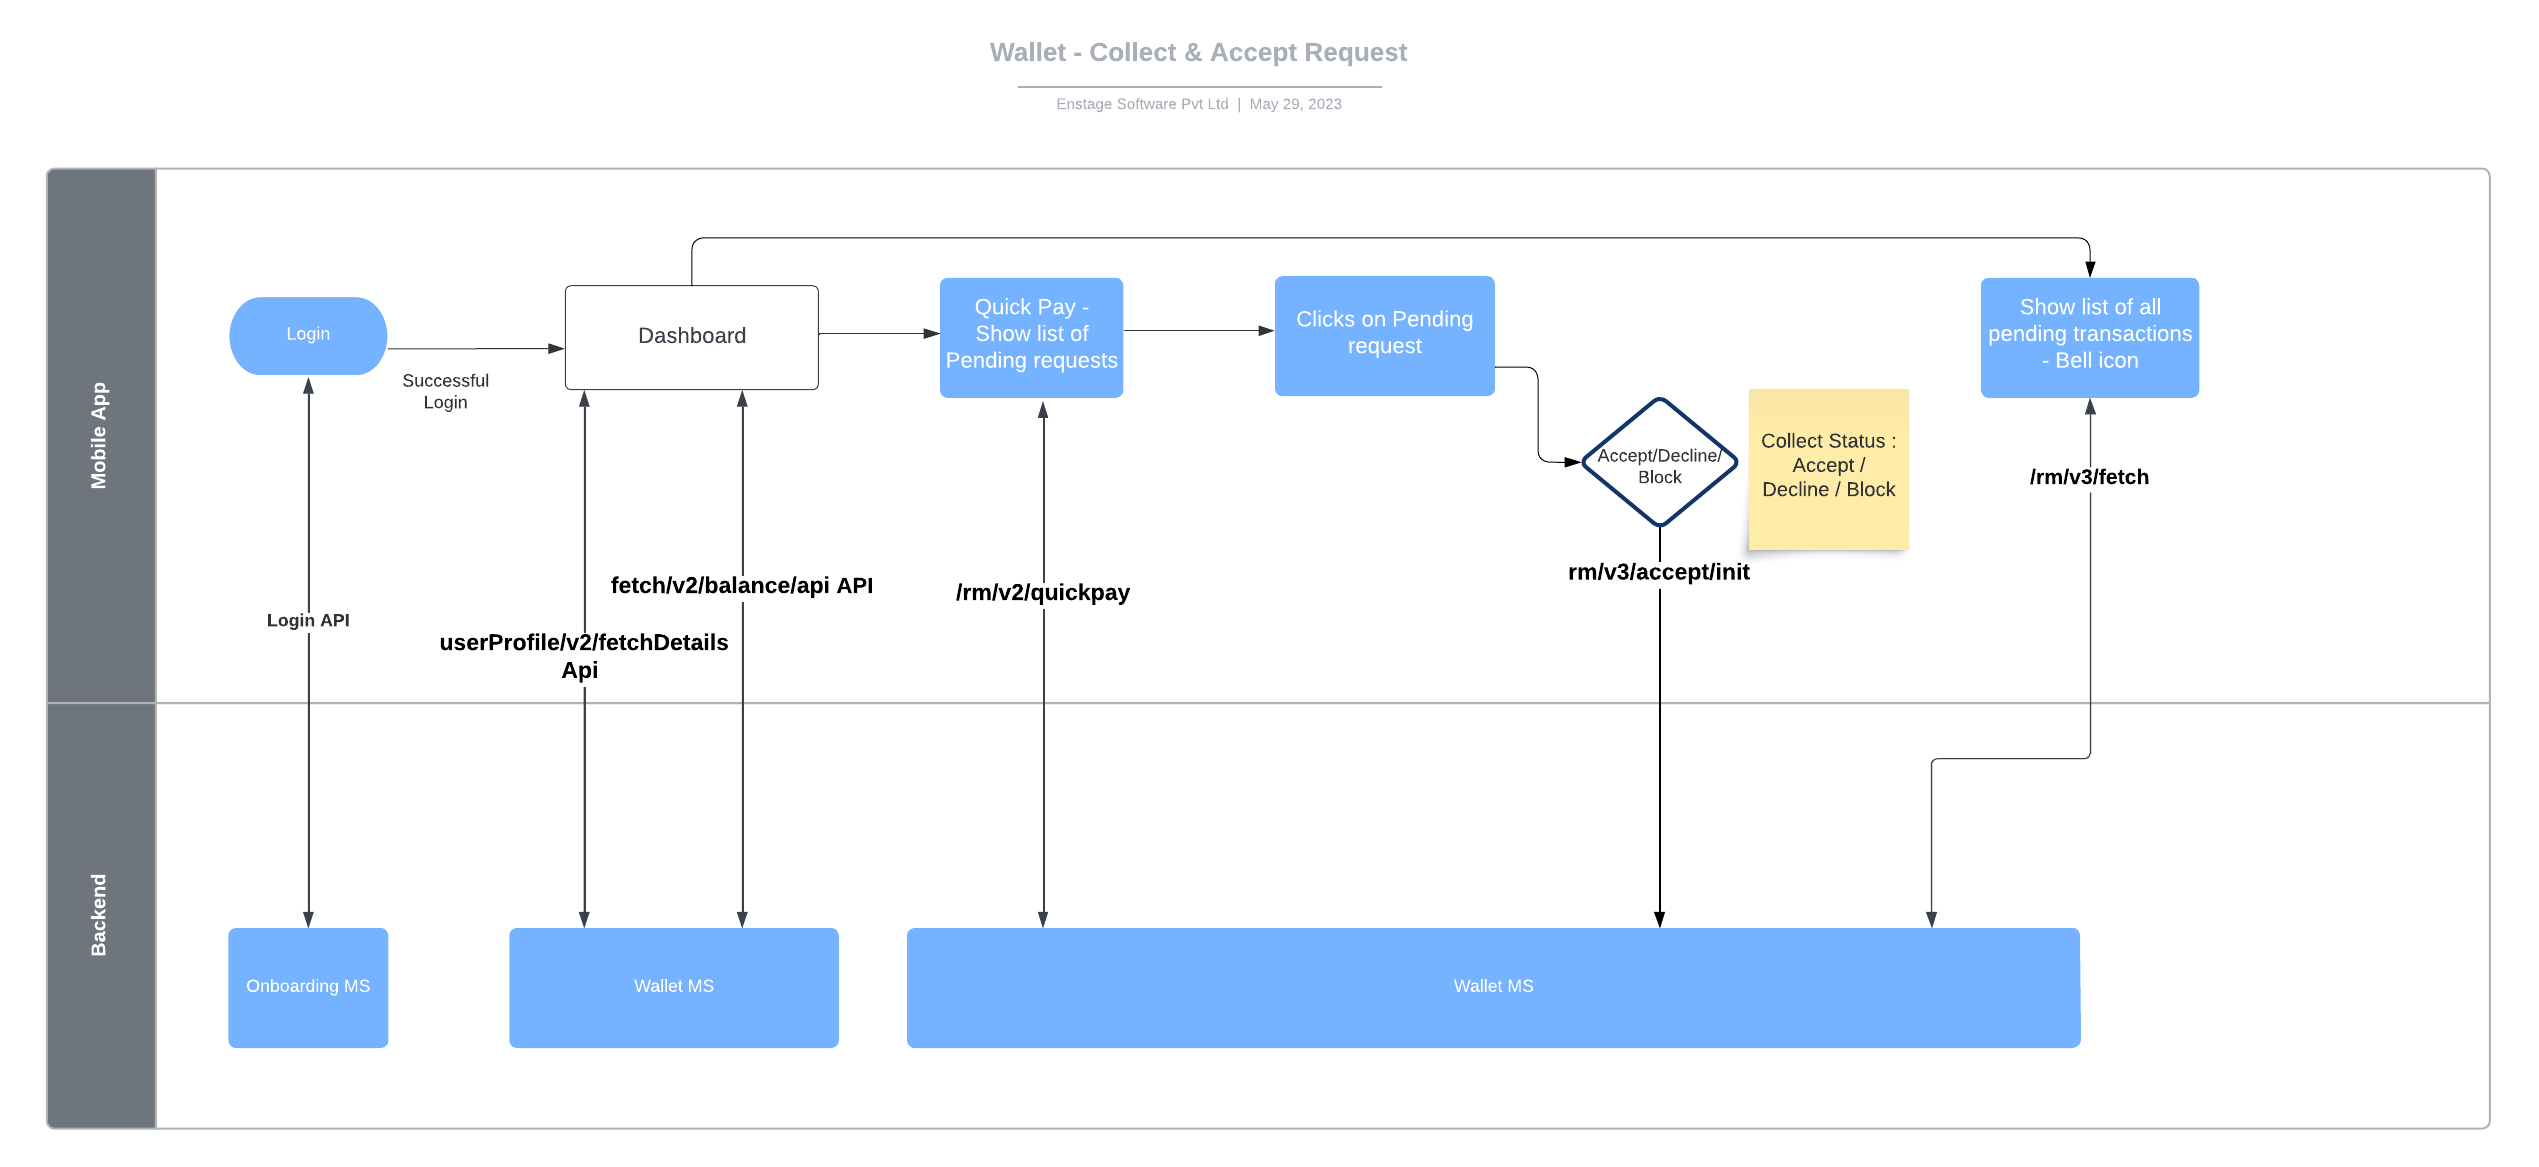 Wallet - Collect & Accept Request
Enstage Software Pvt Ltd | May 29, 2023
Mobile App
Login
Successful
Login
Dashboard
Quick Pay -
Show list of
Pending requests
Clicks on Pending
request
Accept/Decline/
Block
Collect Status :
Accept /
Decline / Block
Show list of all
pending transactions
- Bell icon
/rm/v3/fetch
Login API
userProfile/v2/fetchDetails
Api
fetch/v2/balance/api API
/rm/v2/quickpay
rm/v3/accept/init
Backend
Onboarding MS
Wallet MS
Wallet MS